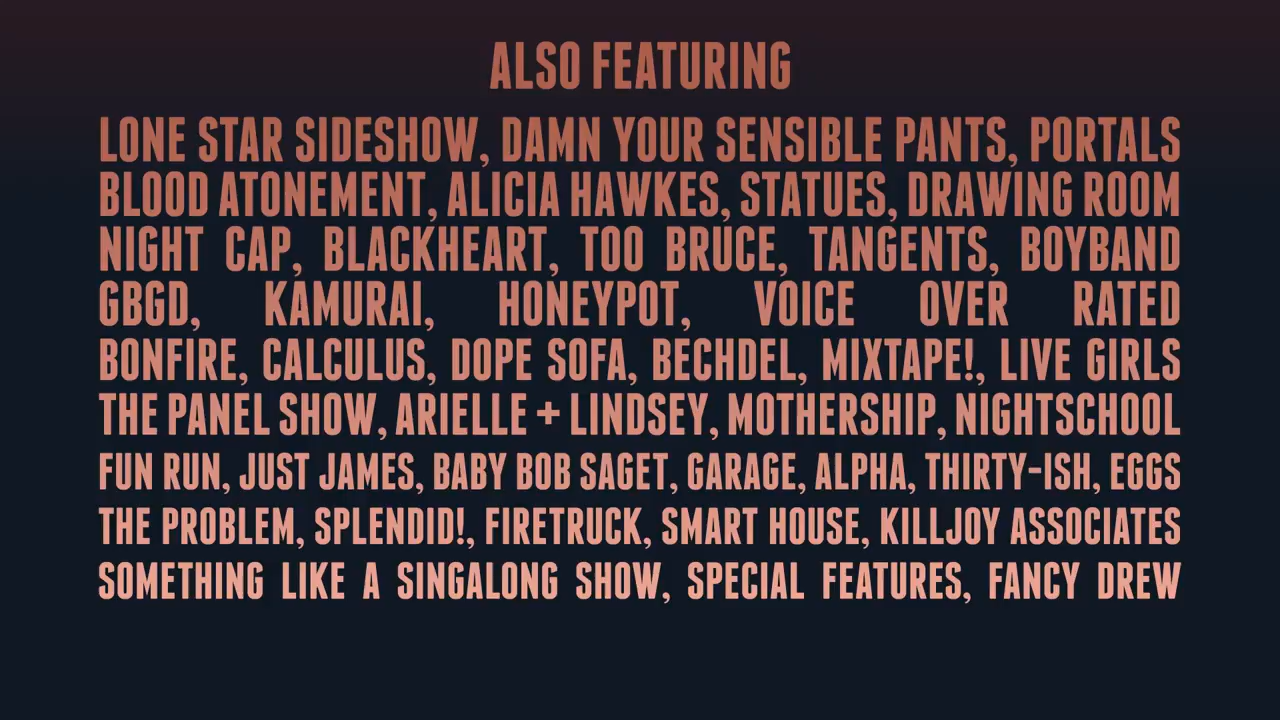 ALSO FEATURING
LONE STAR SIDESHOW, DAMN YOUR SENSIBLE PANTS, PORTALS
BLOOD ATONEMENT, ALICIA HAWKES, STATUES, DRAWING ROOM
NIGHT CAP, BLACKHEART, TOO BRUCE, TANGENTS, BOYBAND
GBGD, KAMURAI, HONEYPOT, VOICE OVER RATED
BONFIRE, CALCULUS, DOPE SOFA, BECHDEL, MIXTAPE!, LIVE GIRLS
THE PANEL SHOW, ARIELLE + LINDSEY, MOTHERSHIP, NIGHTSCHOOL
FUN RUN, JUST JAMES, BABY BOB SAGET, GARAGE, ALPHA, THIRTY-ISH, EGGS
THE PROBLEM, SPLENDID!, FIRETRUCK, SMART HOUSE, KILLJOY ASSOCIATES
SOMETHING LIKE A SINGALONG SHOW, SPECIAL FEATURES, FANCY DREW